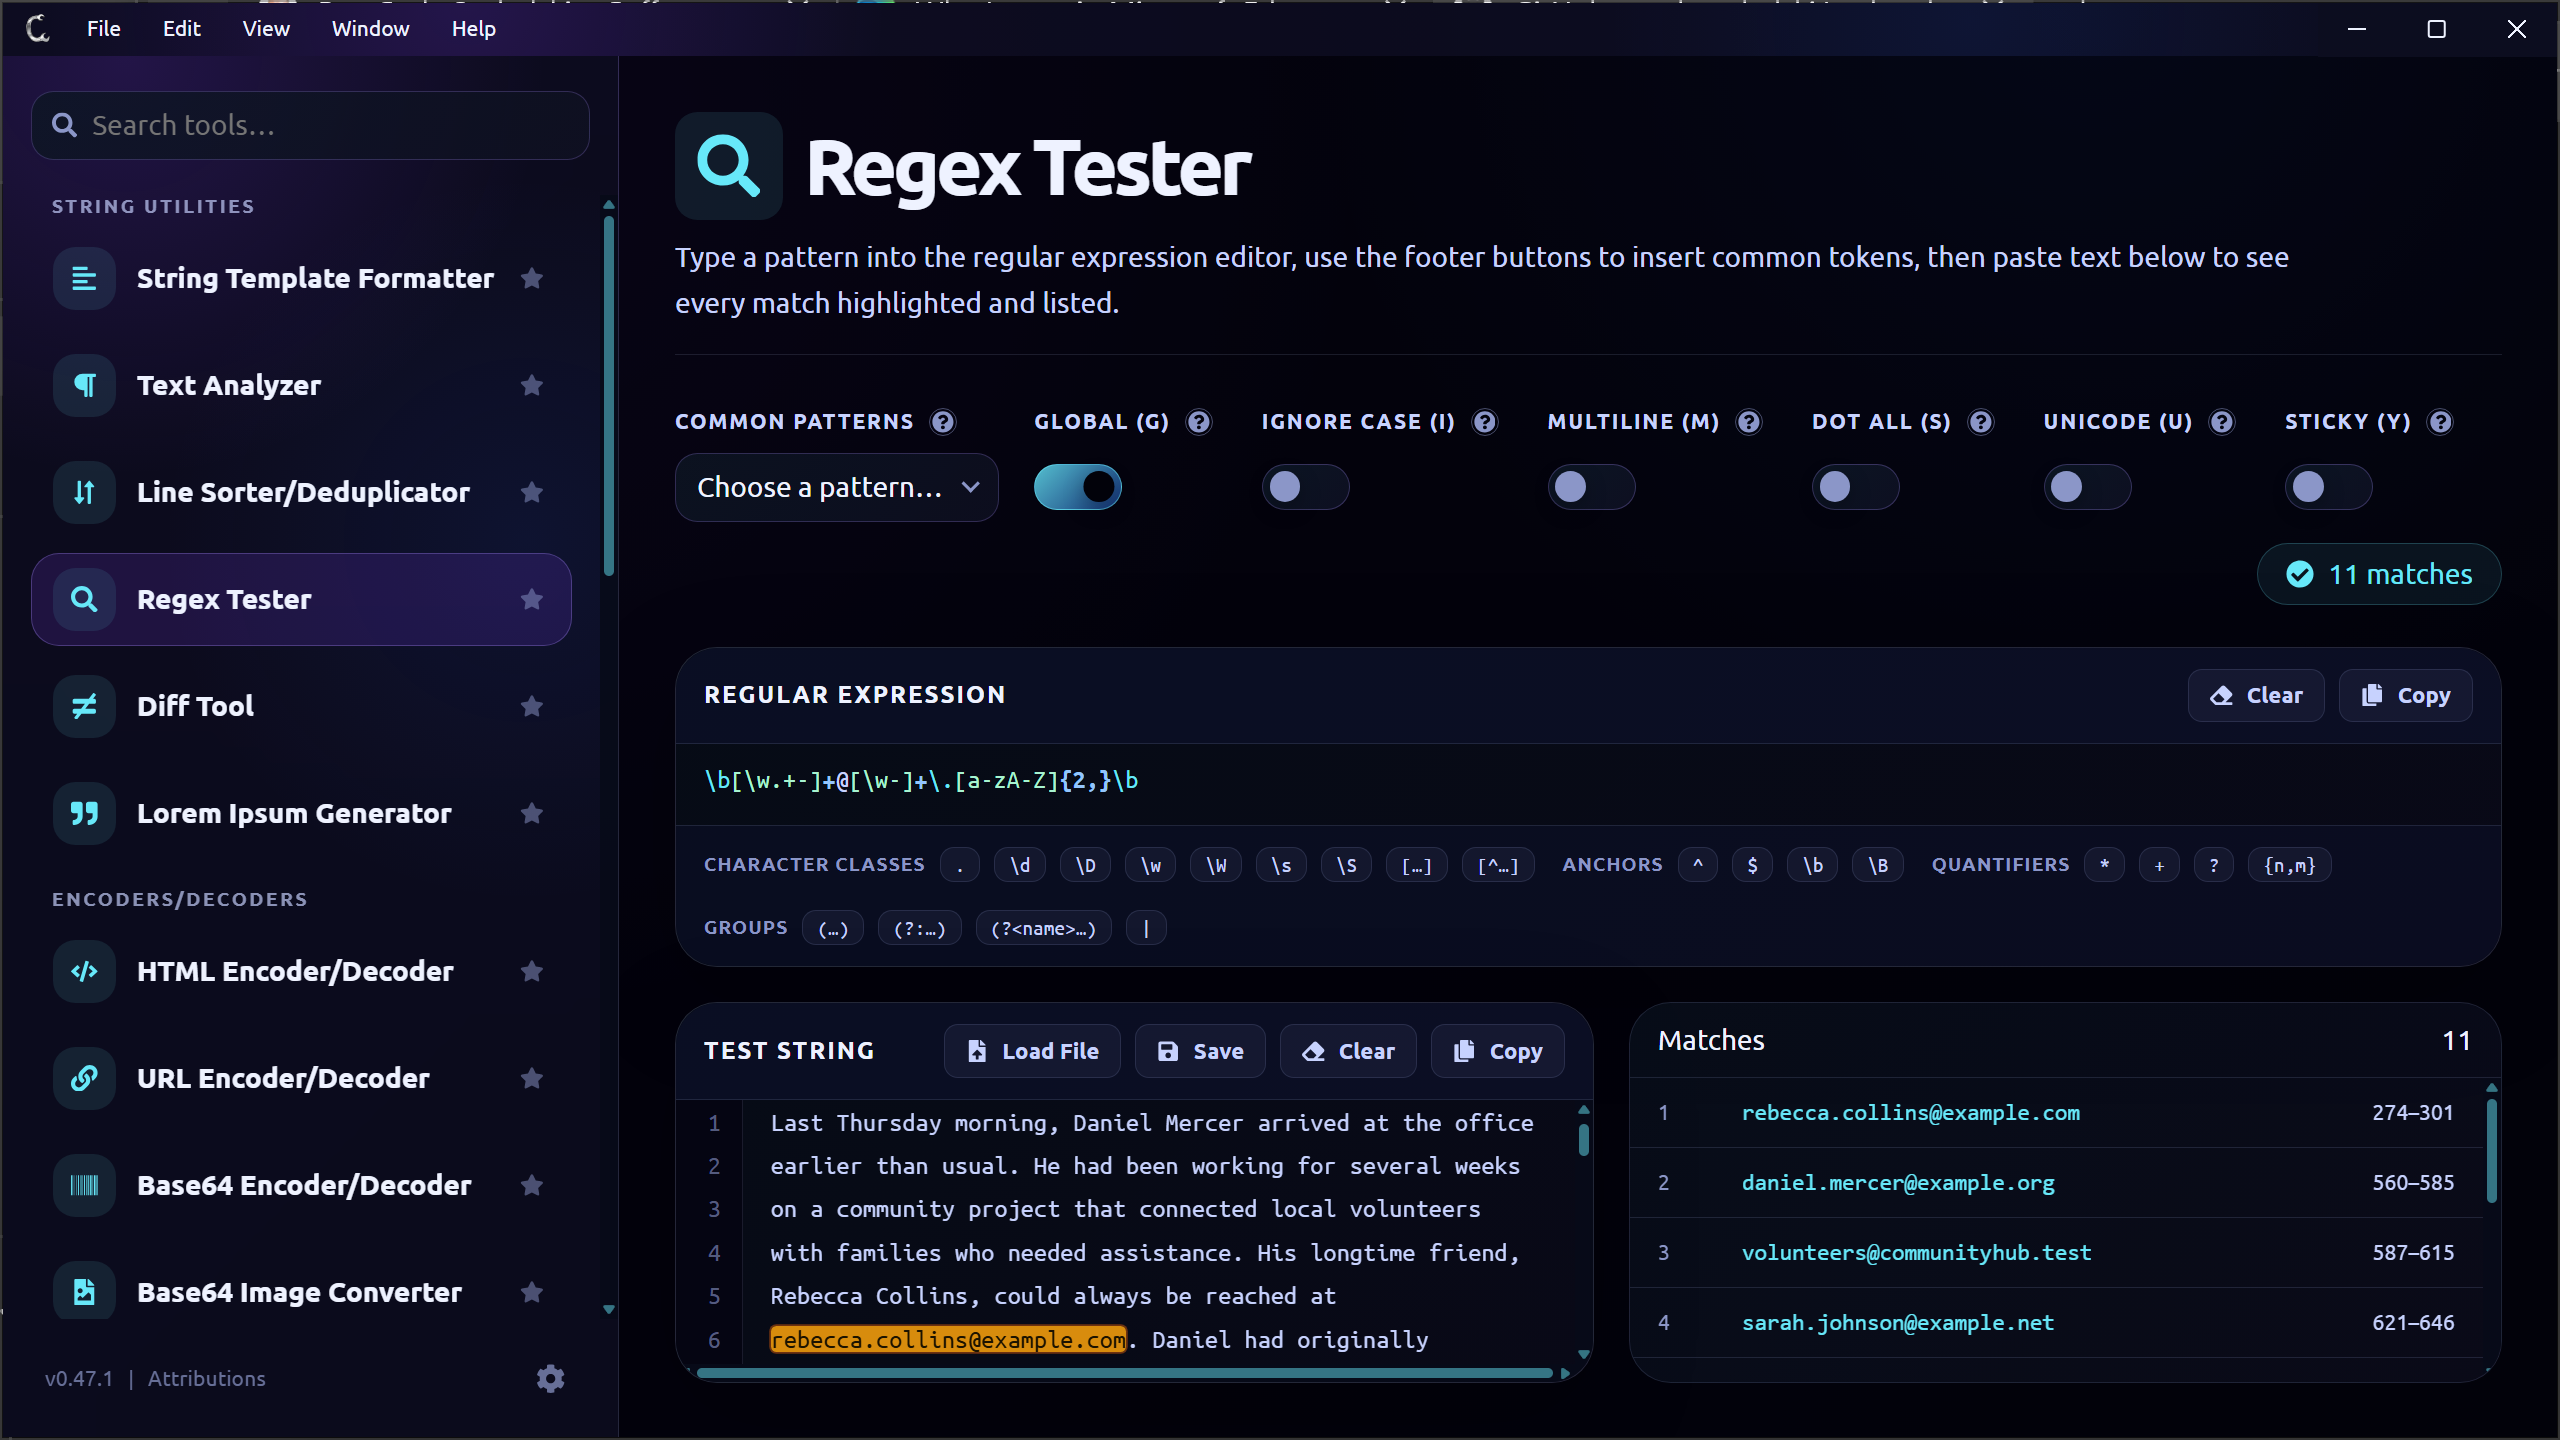 File Edit View Window Help
Search tools…
STRING UTILITIES
String Template Formatter
Text Analyzer
Line Sorter/Deduplicator
Regex Tester
Diff Tool
Lorem Ipsum Generator
ENCODERS/DECODERS
HTML Encoder/Decoder
URL Encoder/Decoder
Base64 Encoder/Decoder
Base64 Image Converter
v0.47.1 | Attributions
Regex Tester
Type a pattern into the regular expression editor, use the footer buttons to insert common tokens, then paste text below to see
every match highlighted and listed.
COMMON PATTERNS ? GLOBAL (G) ? IGNORE CASE (I) ? MULTILINE (M) ? DOT ALL (S) ? UNICODE (U) ? STICKY (Y) ?
Choose a pattern…
11 matches
REGULAR EXPRESSION Clear Copy
\b[\w.+-]+@[\w-]+\.[a-zA-Z]{2,}\b
CHARACTER CLASSES . \d \D \w \W \s \S […] [^…] ANCHORS ^ $ \b \B QUANTIFIERS * + ? {n,m}
GROUPS (…) (?:…) (?<name>…) |
TEST STRING Load File Save Clear Copy
1 Last Thursday morning, Daniel Mercer arrived at the office
2 earlier than usual. He had been working for several weeks
3 on a community project that connected local volunteers
4 with families who needed assistance. His longtime friend,
5 Rebecca Collins, could always be reached at
6 rebecca.collins@example.com. Daniel had originally
Matches 11
1 rebecca.collins@example.com 274–301
2 daniel.mercer@example.org 560–585
3 volunteers@communityhub.test 587–615
4 sarah.johnson@example.net 621–646